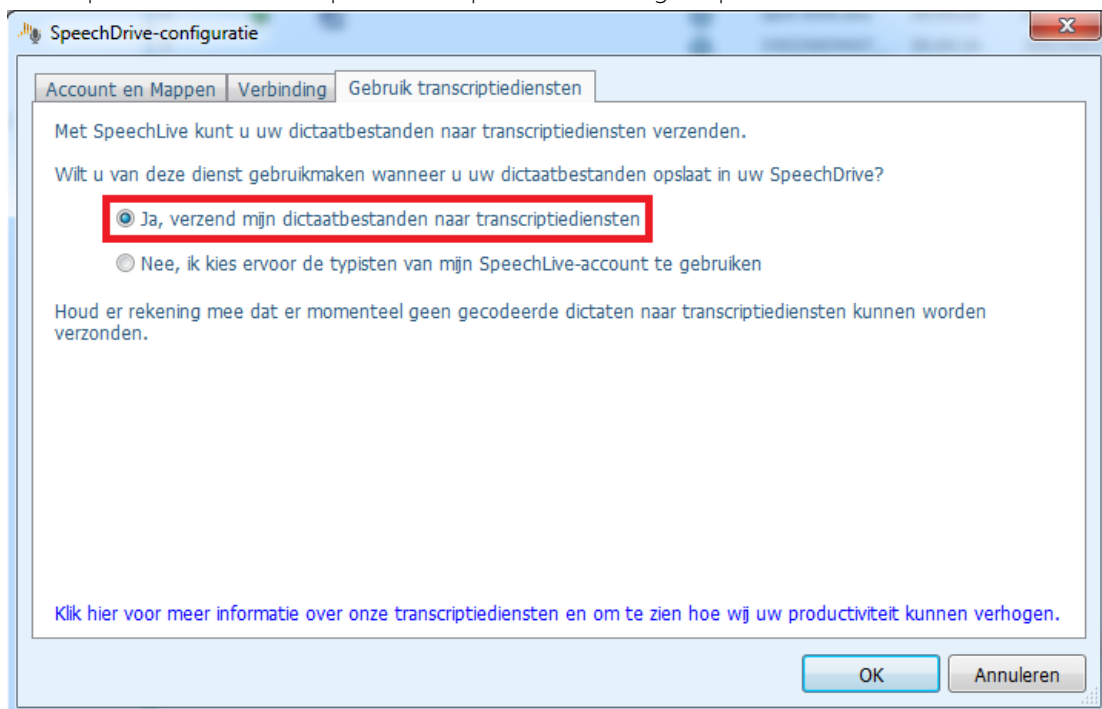 SpeechDrive-configuratie
Account en Mappen Verbinding Gebruik transcriptiediensten
Met SpeechLive kunt u uw dictaatbestanden naar transcriptiediensten verzenden.
Wilt u van deze dienst gebruikmaken wanneer u uw dictaatbestanden opslaat in uw SpeechDrive?
Ja, verzend mijn dictaatbestanden naar transcriptiediensten
Nee, ik kies ervoor de typisten van mijn SpeechLive-account te gebruiken
Houd er rekening mee dat er momenteel geen gecodeerde dictaten naar transcriptiediensten kunnen worden
verzonden.
Klik hier voor meer informatie over onze transcriptiediensten en om te zien hoe wij uw productiviteit kunnen verhogen.
OK Annuleren